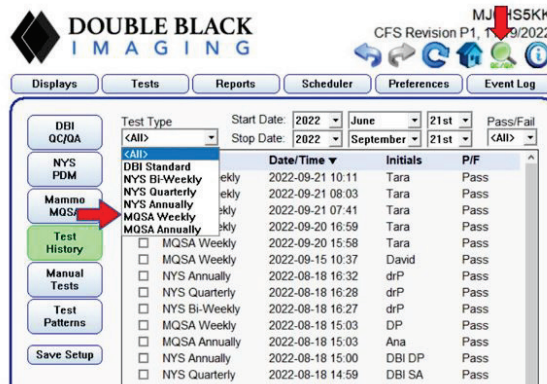 DOUBLE BLACK
IMAGING
CFS Revision P1,
Displays
Tests
Reports
Scheduler
Preferences
Event Log
DBI
QC/QA
NYS
PDM
Mammo
MQSA
Test
History
Manual
Tests
Test
Patterns
Save Setup
Test Type
<All>
Start Date: 2022 June 21st
Stop Date: 2022 September 21st
Pass/Fail
<All>
<All>
DBI Standard
NYS Bi-Weekly
NYS Quarterly
NYS Annually
MQSA Weekly
MQSA Annually
Date/Time ▼ Initials P/F
ekly 2022-09-21 10:11 Tara Pass
ekly 2022-09-21 08:03 Tara Pass
ekly 2022-09-21 07:41 Tara Pass
ekly 2022-09-20 16:59 Tara Pass
MQSA Weekly 2022-09-20 15:58 Tara Pass
MQSA Weekly 2022-09-15 10:37 David Pass
NYS Annually 2022-08-18 16:32 drP Pass
NYS Quarterly 2022-08-18 16:28 drP Pass
NYS Bi-Weekly 2022-08-18 16:27 drP Pass
MQSA Weekly 2022-08-18 15:03 DP Pass
MQSA Annually 2022-08-18 15:03 Ana Pass
NYS Annually 2022-08-18 15:00 DBI DP Pass
NYS Quarterly 2022-08-18 14:59 DBI SA Pass